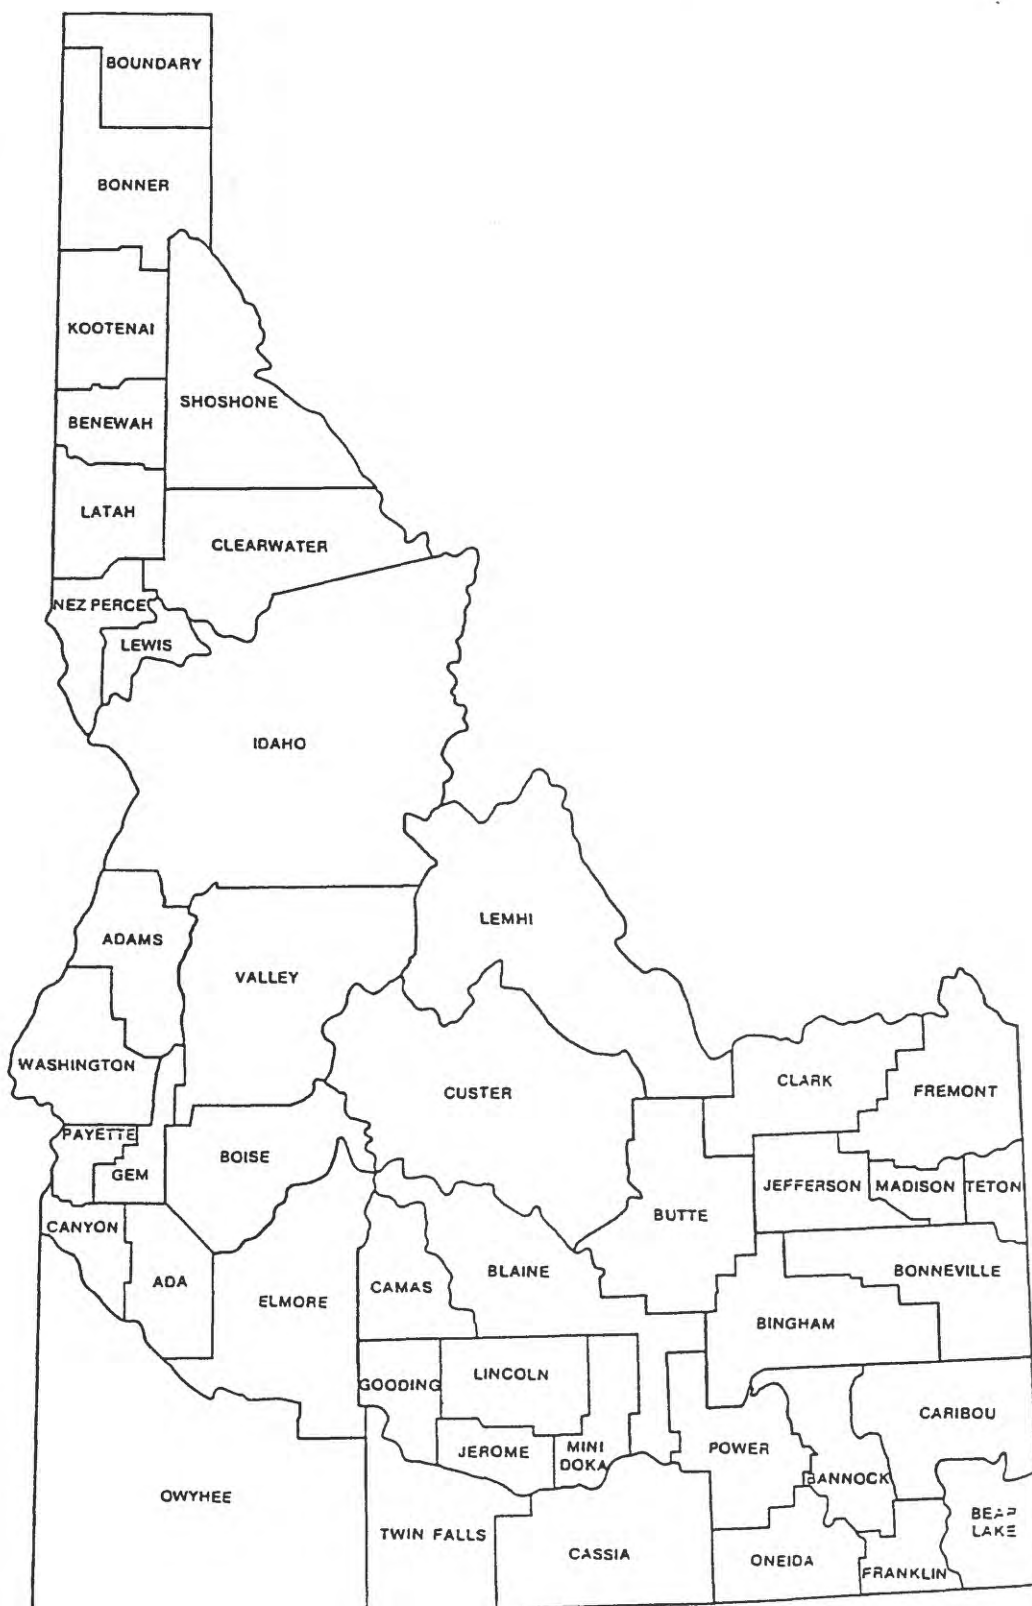 BOUNDARY
BONNER
KOOTENAI
SHOSHONE
BENEWAH
LATAH
CLEARWATER
NEZ PERCE
LEWIS
IDAHO
LEMHI
ADAMS
VALLEY
WASHINGTON
CUSTER
CLARK
FREMONT
PAYETTE
GEM
BOISE
JEFFERSON
MADISON
TETON
CANYON
BUTTE
ADA
ELMORE
CAMAS
BLAINE
BONNEVILLE
BINGHAM
GOODING
LINCOLN
CARIBOU
JEROME
MINI
DOKA
POWER
BANNOCK
OWYHEE
TWIN FALLS
CASSIA
ONEIDA
FRANKLIN
BEAR
LAKE